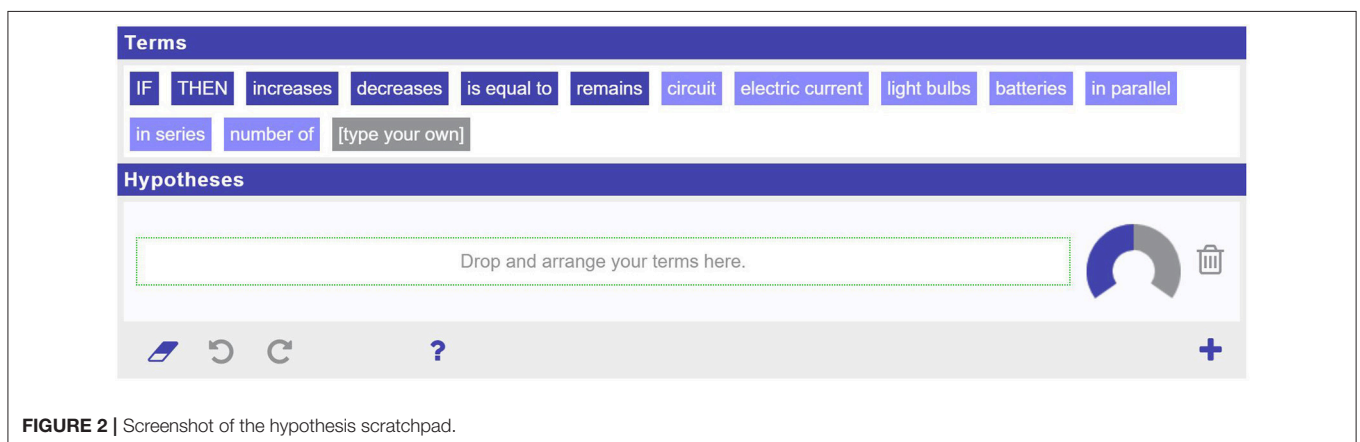 Terms
IF THEN increases decreases is equal to remains circuit electric current light bulbs batteries in parallel
in series number of [type your own]
Hypotheses
Drop and arrange your terms here.
?
FIGURE 2 | Screenshot of the hypothesis scratchpad.